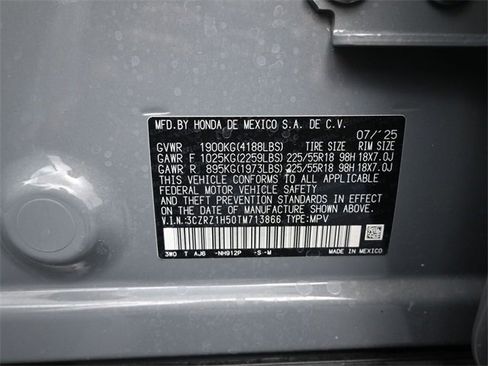 MFD.BY HONDA DE MEXICO S.A. DE C.V. 07/'25
GVWR 1900KG(4188LBS) TIRE SIZE RIM SIZE
GAWR F 1025KG(2259LBS) 225/55R18 98H 18X7.0J
GAWR R 895KG(1973LBS) 225/55R18 98H 18X7.0J
THIS VEHICLE CONFORMS TO ALL APPLICABLE
FEDERAL MOTOR VEHICLE SAFETY
AND THEFT PREVENTION STANDARDS IN EFFECT ON
THE DATE OF MANUFACTURE SHOWN ABOVE.
V.I.N:3CZRZ1H50TM713866 TYPE:MPV
3W0 T AJ6 -NH912P -S -M MADE IN MEXICO